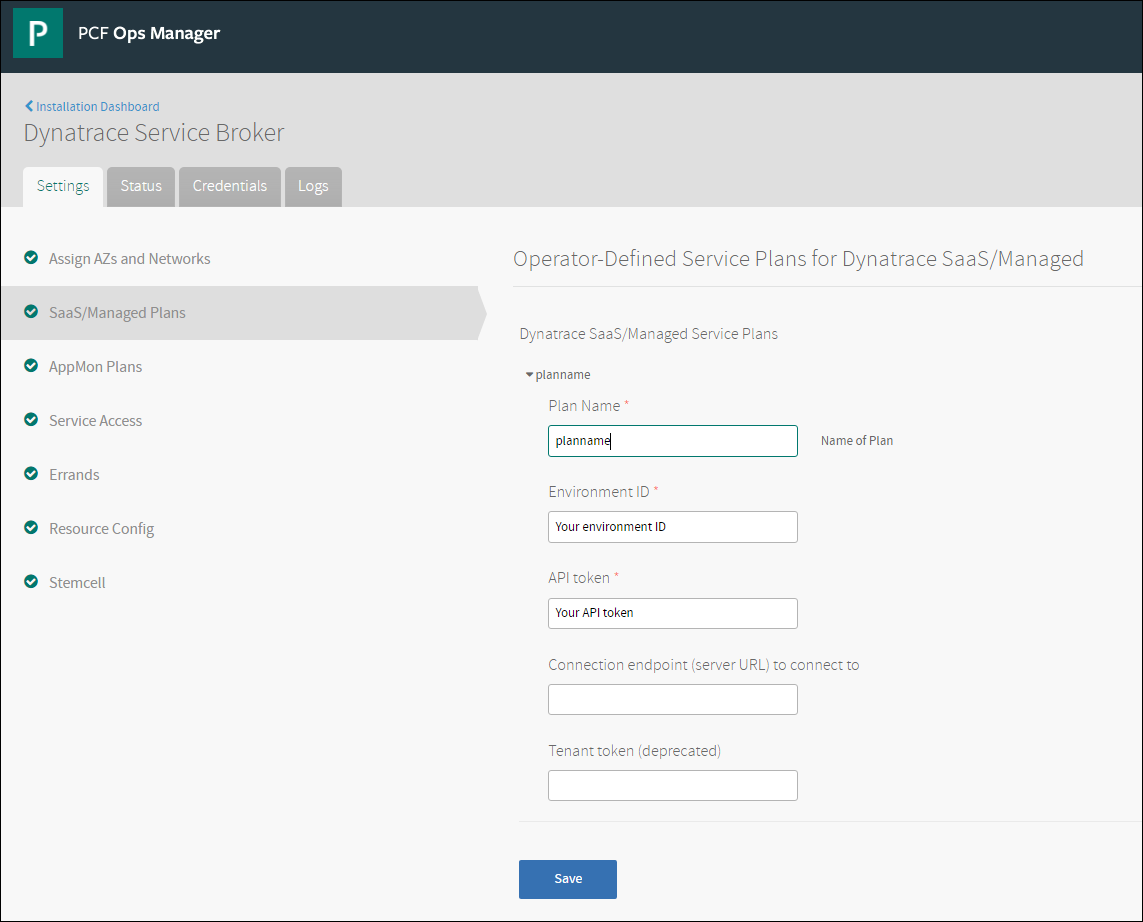 P PCF Ops Manager
Installation Dashboard
Dynatrace Service Broker
Settings Status Credentials Logs
Assign AZs and Networks
SaaS/Managed Plans
AppMon Plans
Service Access
Errands
Resource Config
Stemcell
Operator-Defined Service Plans for Dynatrace SaaS/Managed
Dynatrace SaaS/Managed Service Plans
planname
Plan Name *
planname Name of Plan
Environment ID *
Your environment ID
API token *
Your API token
Connection endpoint (server URL) to connect to
Tenant token (deprecated)
Save